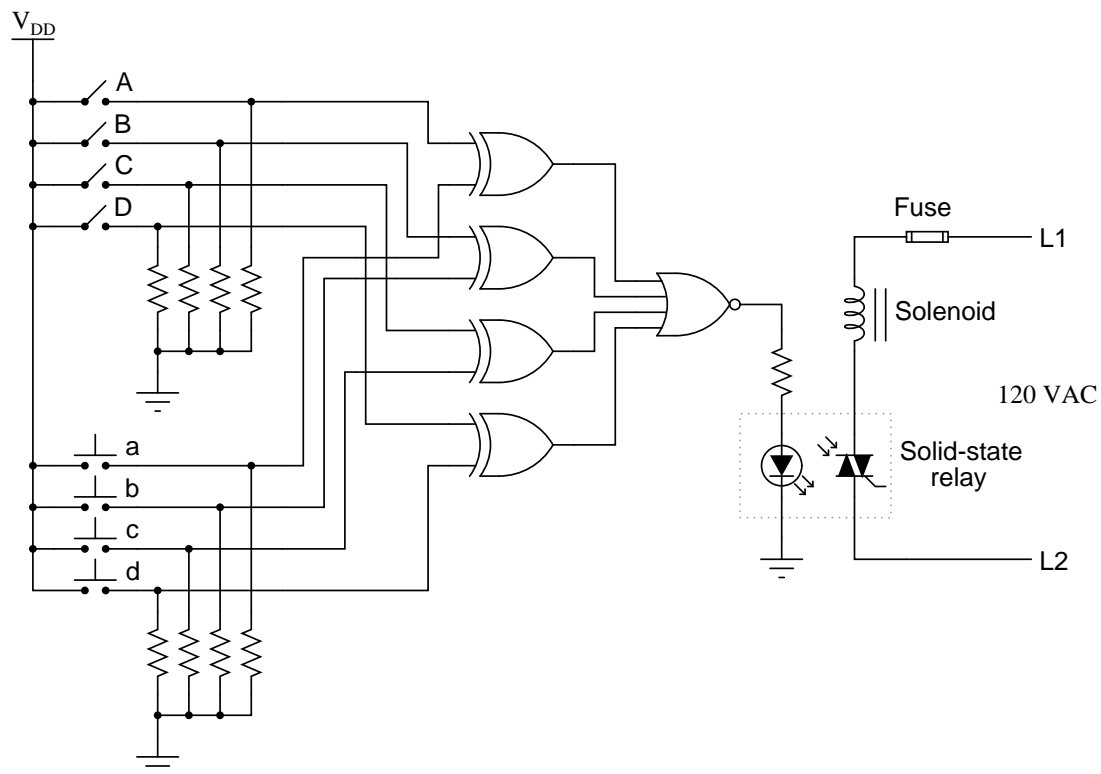 VDD
A
B
C
D
Fuse
L1
Solenoid
120 VAC
Solid-state
relay
a
b
c
d
L2